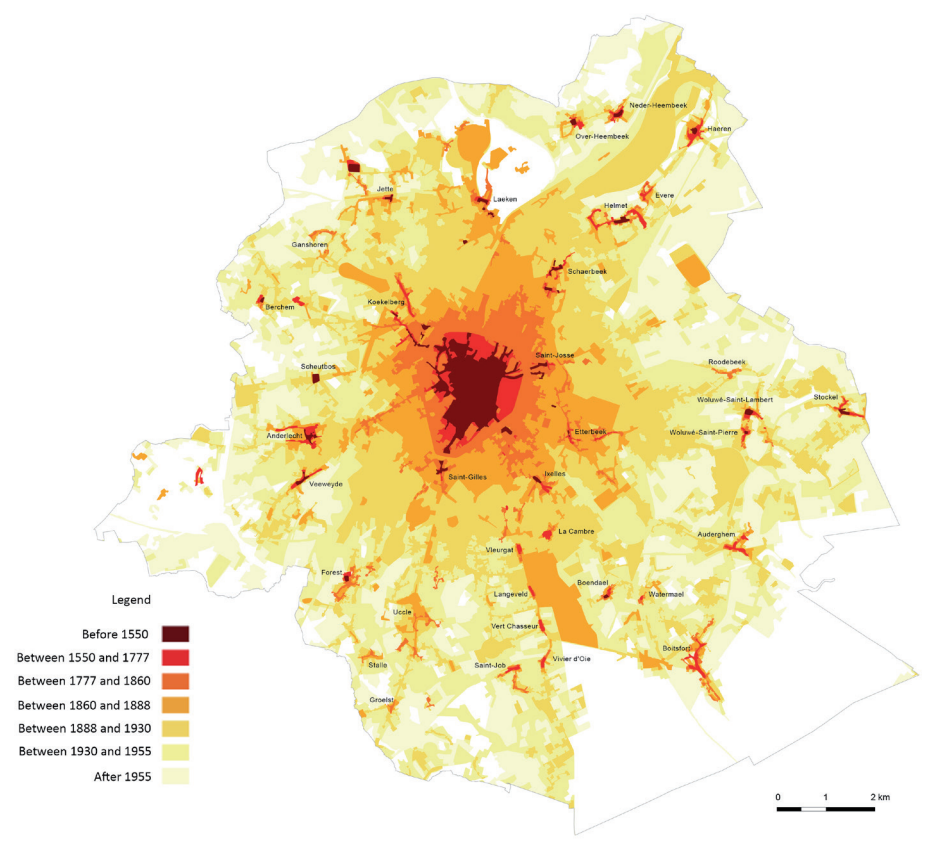 Neder-Heembeek
Over-Heembeek
Haeren
Jette
Laeken
Evere
Helmet
Ganshoren
Schaerbeek
Koekelberg
Berchem
Saint-Josse
Scheutbos
Roodebeek
Woluwé-Saint-Lambert
Stockel
Anderlecht
Etterbeek
Woluwé-Saint-Pierre
Veeweyde
Saint-Gilles
Ixelles
La Cambre
Auderghem
Vleurgat
Forest
Boendael
Langeveld
Watermael
Uccle
Vert Chasseur
Boitsfort
Stalle
Saint-Job
Vivier d'Oie
Groelst
Legend
Before 1550
Between 1550 and 1777
Between 1777 and 1860
Between 1860 and 1888
Between 1888 and 1930
Between 1930 and 1955
After 1955
0 1 2 km